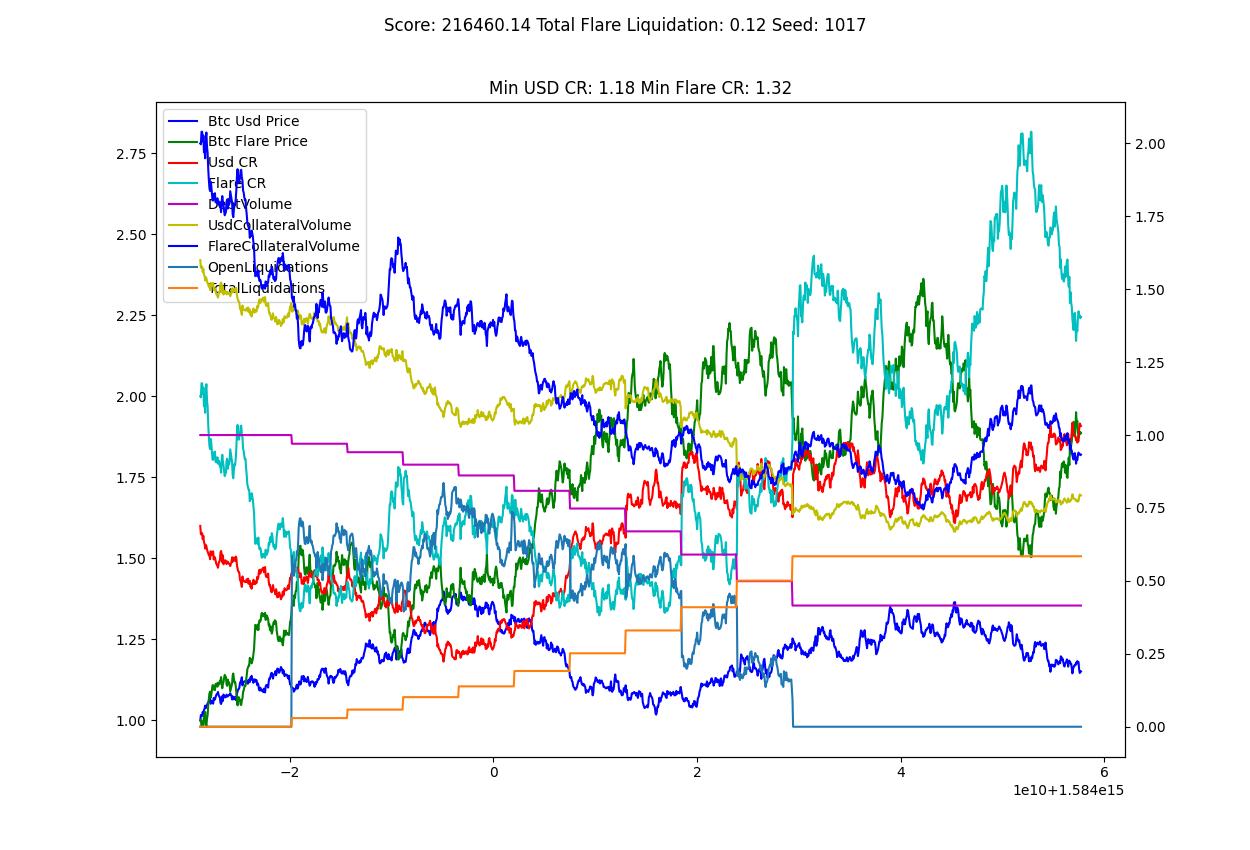 Score: 216460.14 Total Flare Liquidation: 0.12 Seed: 1017
Min USD CR: 1.18 Min Flare CR: 1.32
Btc Usd Price
Btc Flare Price
Usd CR
Flare CR
DebtVolume
UsdCollateralVolume
FlareCollateralVolume
OpenLiquidations
TotalLiquidations
2.75
2.50
2.25
2.00
1.75
1.50
1.25
1.00
2.00
1.75
1.50
1.25
1.00
0.75
0.50
0.25
0.00
−2
0
2
4
6
1e10+1.584e15